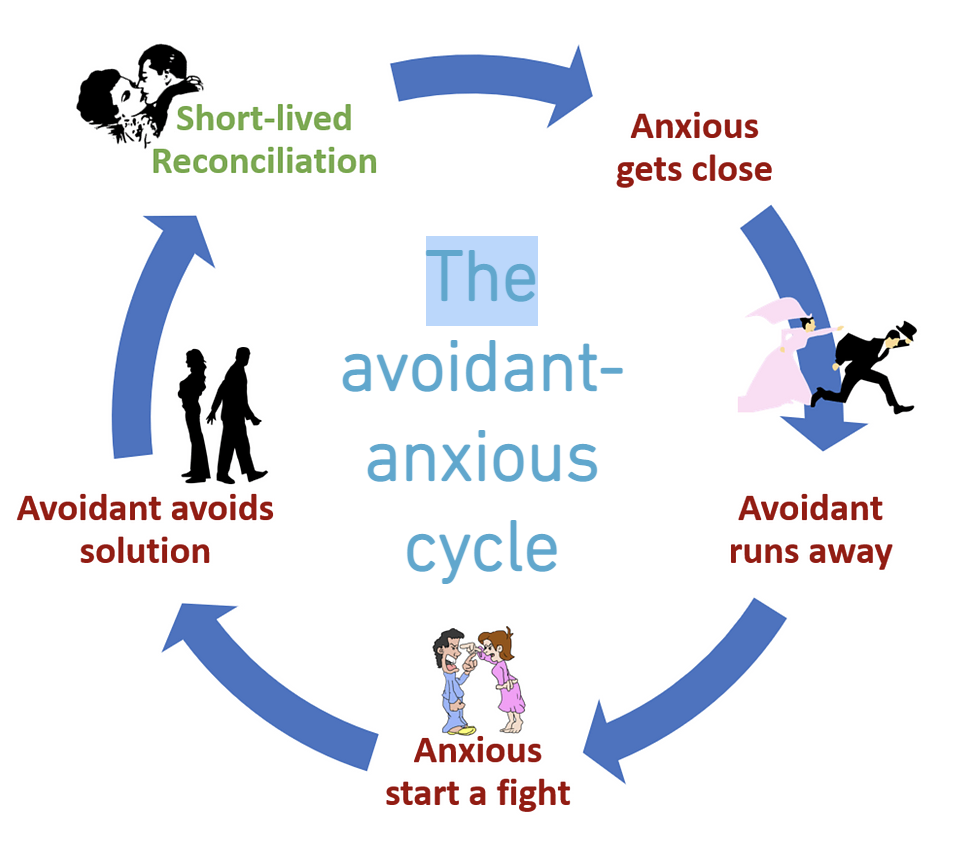 Short-lived
Reconciliation
Anxious
gets close
The
avoidant-
anxious
cycle
Avoidant avoids
solution
Avoidant
runs away
Anxious
start a fight